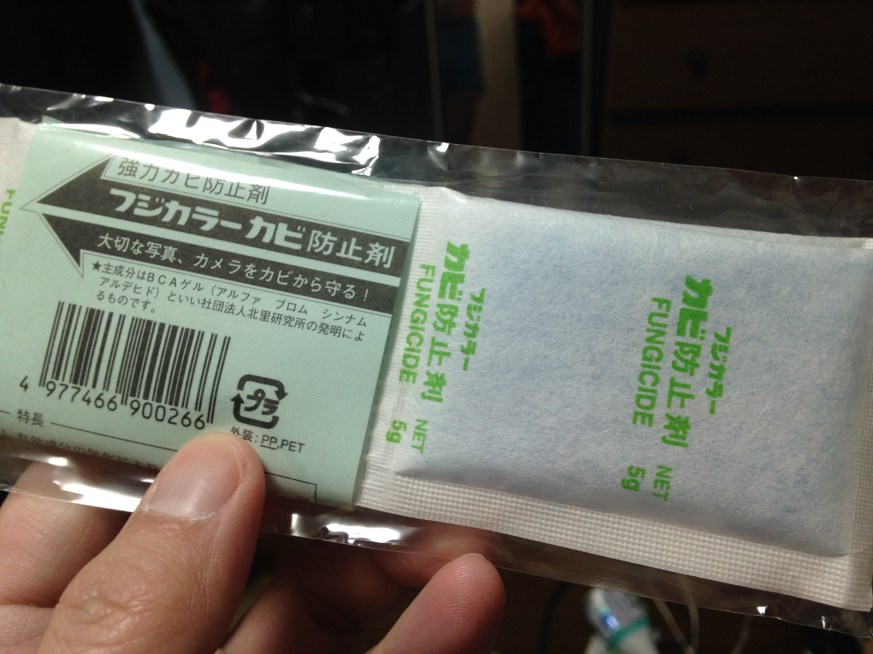 強力カビ防止剤
フジカラーカビ防止剤
大切な写真、カメラをカビから守る！
★主成分はBCAゲル（アルファ ブロム シンナム
アルデヒド）といい社団法人北里研究所の発明によ
るものです。
4 977466 900266
プラ
外装：PP,PET
特長
フジカラー
カビ防止剤
FUNGICIDE
NET 5g
フジカラー
カビ防止剤
FUNGICIDE
NET 5g